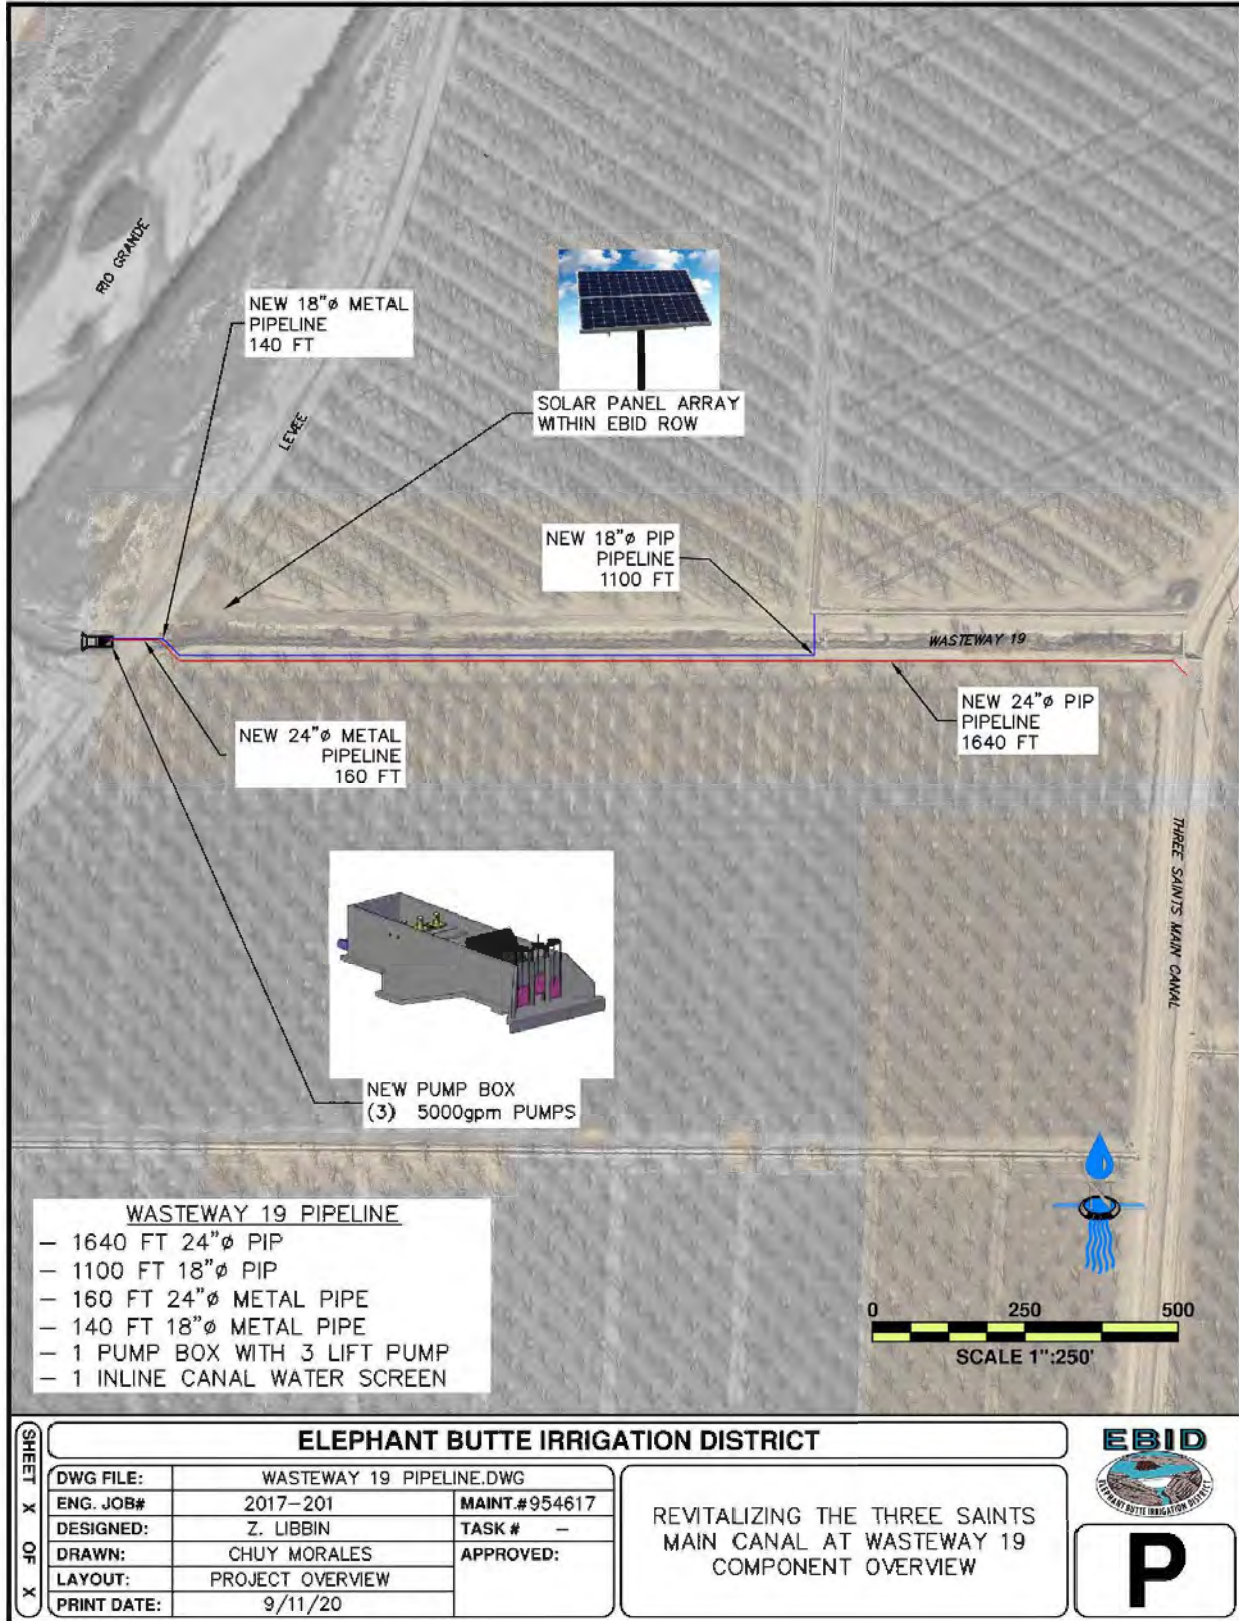 RIO GRANDE
NEW 18"ø METAL
PIPELINE
140 FT
LEVEE
SOLAR PANEL ARRAY
WITHIN EBID ROW
NEW 18"ø PIP
PIPELINE
1100 FT
WASTEWAY 19
NEW 24"ø PIP
PIPELINE
1640 FT
NEW 24"ø METAL
PIPELINE
160 FT
THREE SAINTS MAIN CANAL
NEW PUMP BOX
(3) 5000gpm PUMPS
WASTEWAY 19 PIPELINE
– 1640 FT 24"ø PIP
– 1100 FT 18"ø PIP
– 160 FT 24"ø METAL PIPE
– 140 FT 18"ø METAL PIPE
– 1 PUMP BOX WITH 3 LIFT PUMP
– 1 INLINE CANAL WATER SCREEN
0 250 500
SCALE 1":250'
SHEET X OF X
ELEPHANT BUTTE IRRIGATION DISTRICT
DWG FILE: WASTEWAY 19 PIPELINE.DWG
ENG. JOB# 2017-201 MAINT.#954617
DESIGNED: Z. LIBBIN TASK # –
DRAWN: CHUY MORALES APPROVED:
LAYOUT: PROJECT OVERVIEW
PRINT DATE: 9/11/20
REVITALIZING THE THREE SAINTS
MAIN CANAL AT WASTEWAY 19
COMPONENT OVERVIEW
EBID
ELEPHANT BUTTE IRRIGATION DISTRICT
P